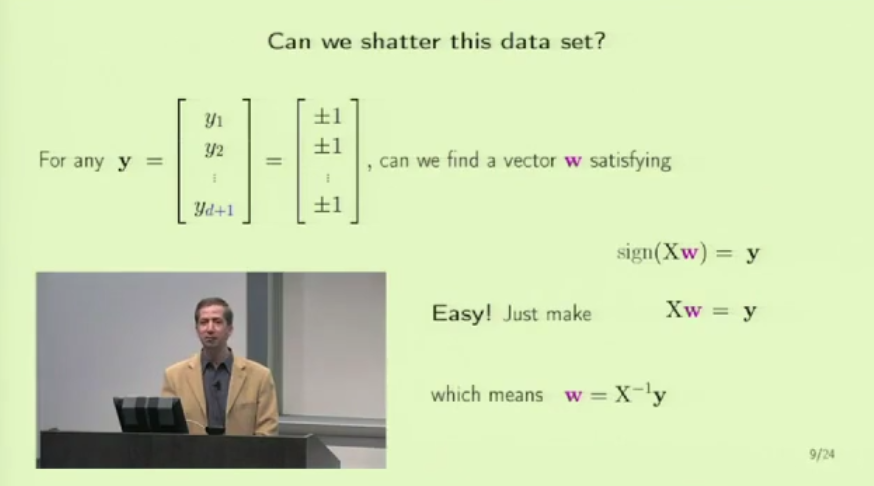 Can we shatter this data set?
For any y = [ y₁ y₂ ⋮ y_{d+1} ] = [ ±1 ±1 ⋮ ±1 ] , can we find a vector w satisfying
sign(Xw) = y
Easy! Just make Xw = y
which means w = X⁻¹y
9/24